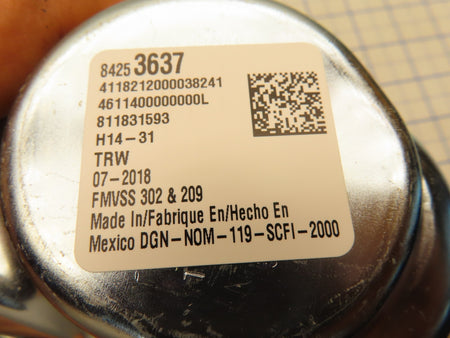 8425 3637
4118212000038241
4611400000000L
811831593
H14-31
TRW
07-2018
FMVSS 302 & 209
Made In/Fabrique En/Hecho En
Mexico DGN-NOM-119-SCFI-2000